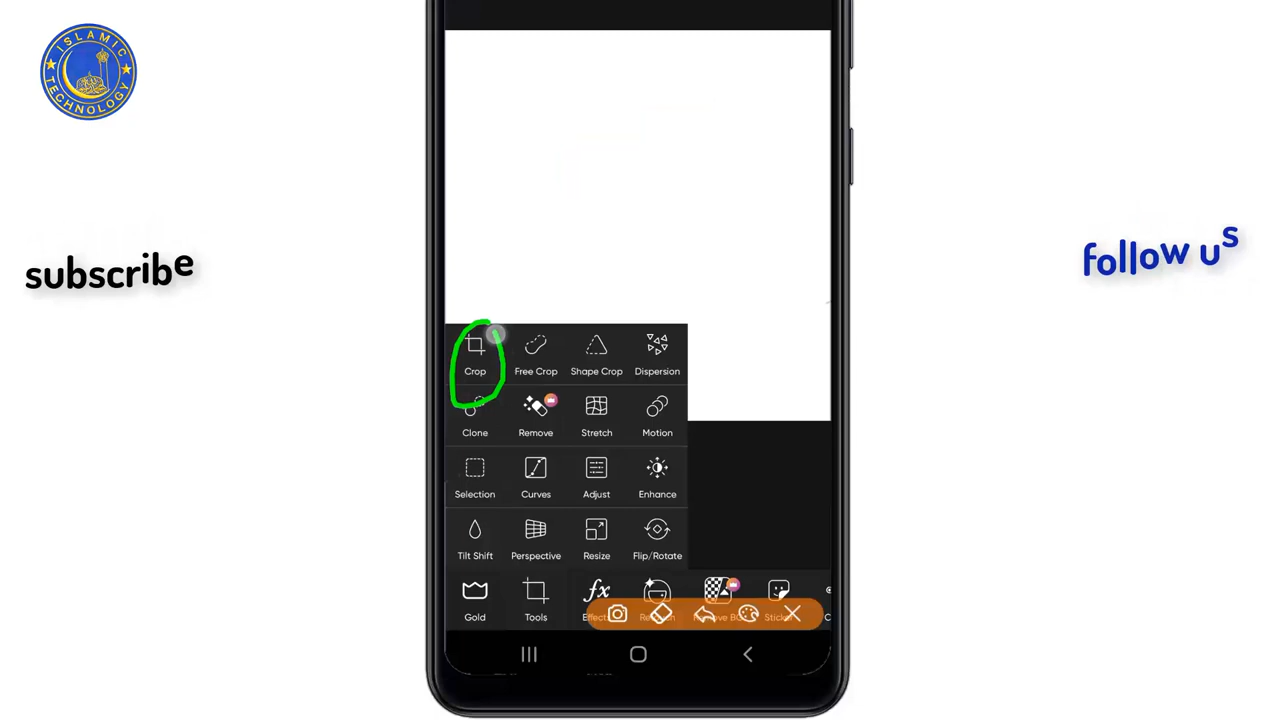 ISLAMIC
TECHNOLOGY
subscribe
follow us
Crop Free Crop Shape Crop Dispersion
Clone Remove Stretch Motion
Selection Curves Adjust Enhance
Tilt Shift Perspective Resize Flip/Rotate
fx
Gold Tools